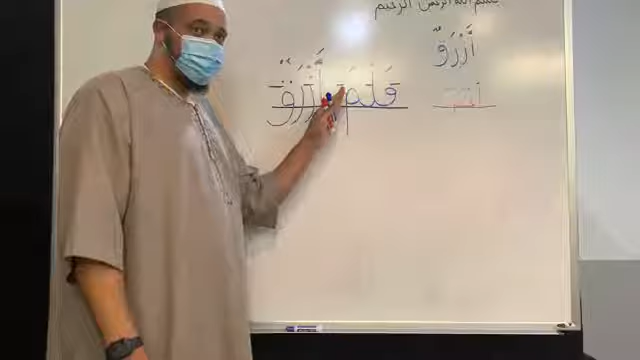 بسم الله الرحمن الرحيم
أَزْرَقٌ
قَلَمٌ أَزْرَقٌ